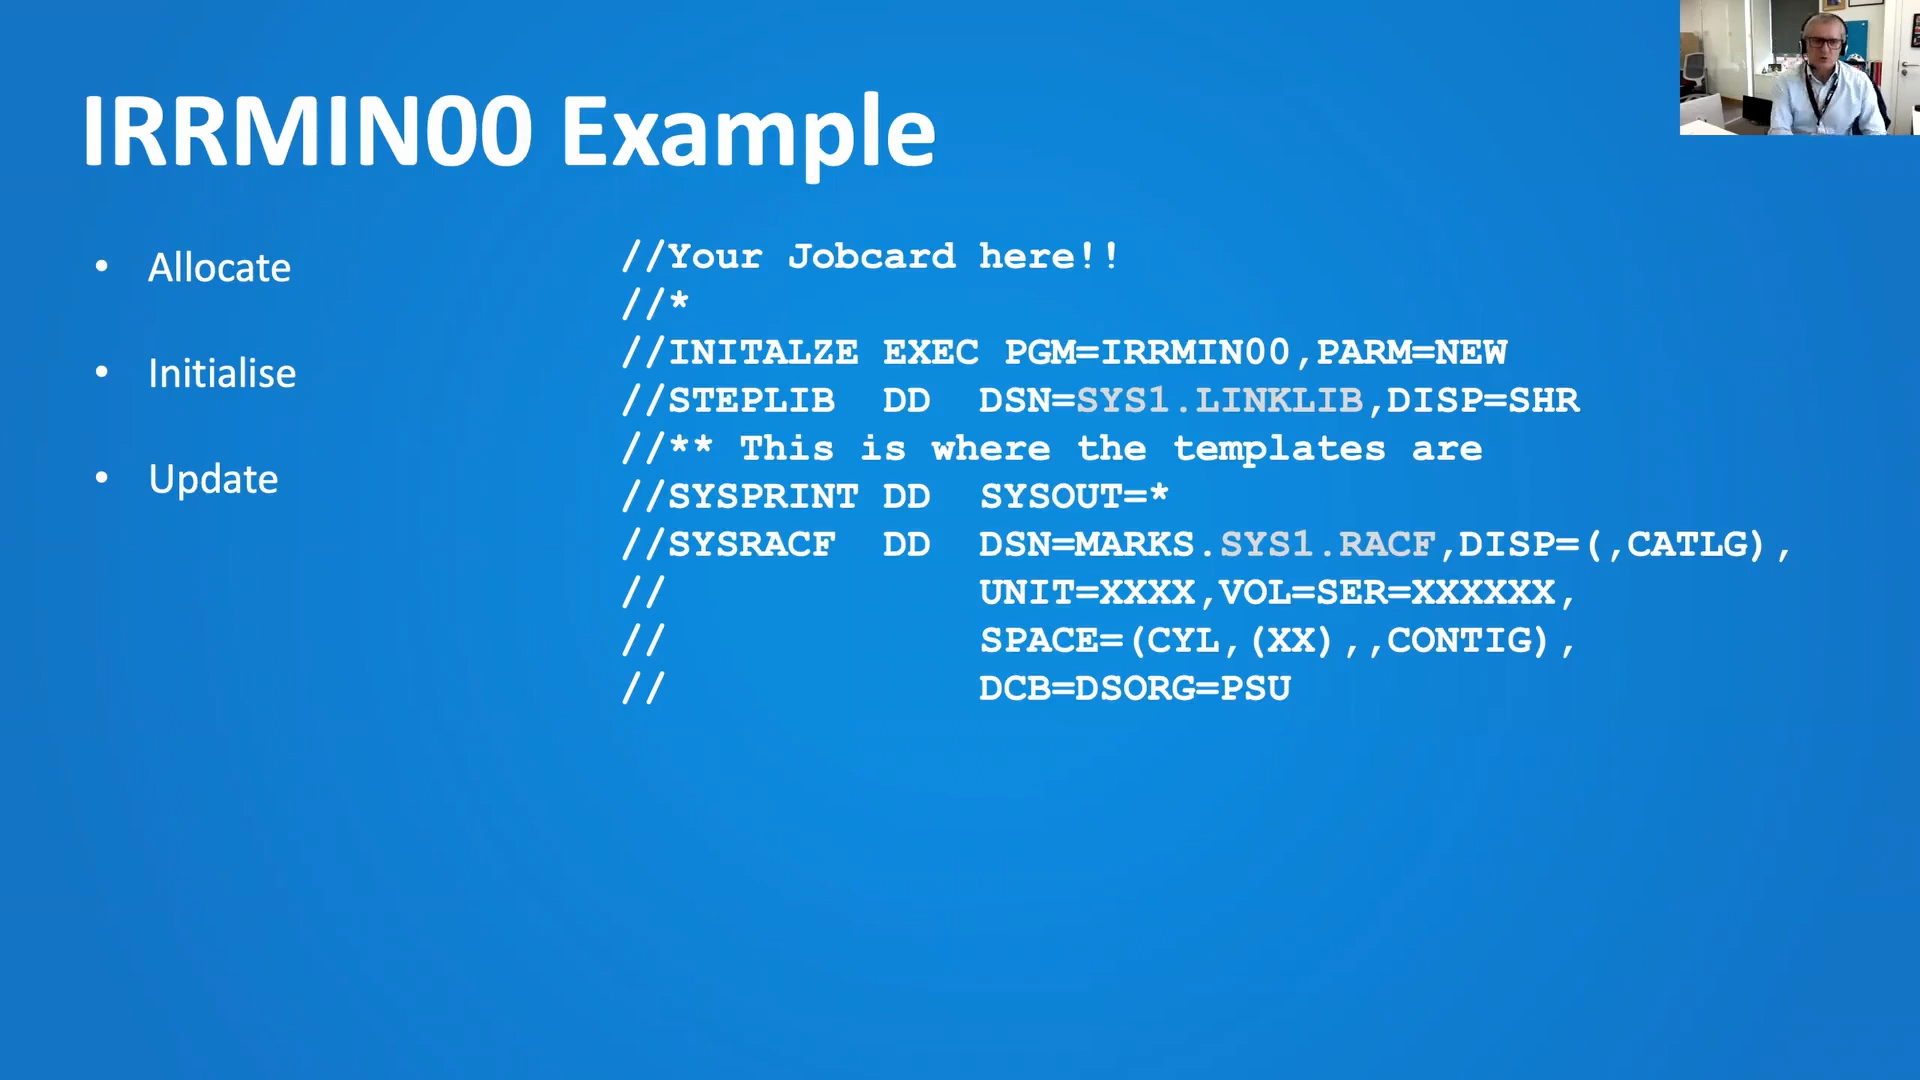 IRRMIN00 Example
• Allocate
• Initialise
• Update
//Your Jobcard here!!
//*
//INITALZE EXEC PGM=IRRMIN00,PARM=NEW
//STEPLIB  DD  DSN=SYS1.LINKLIB,DISP=SHR
//** This is where the templates are
//SYSPRINT DD  SYSOUT=*
//SYSRACF  DD  DSN=MARKS.SYS1.RACF,DISP=(,CATLG),
//             UNIT=XXXX,VOL=SER=XXXXXX,
//             SPACE=(CYL,(XX),,CONTIG),
//             DCB=DSORG=PSU